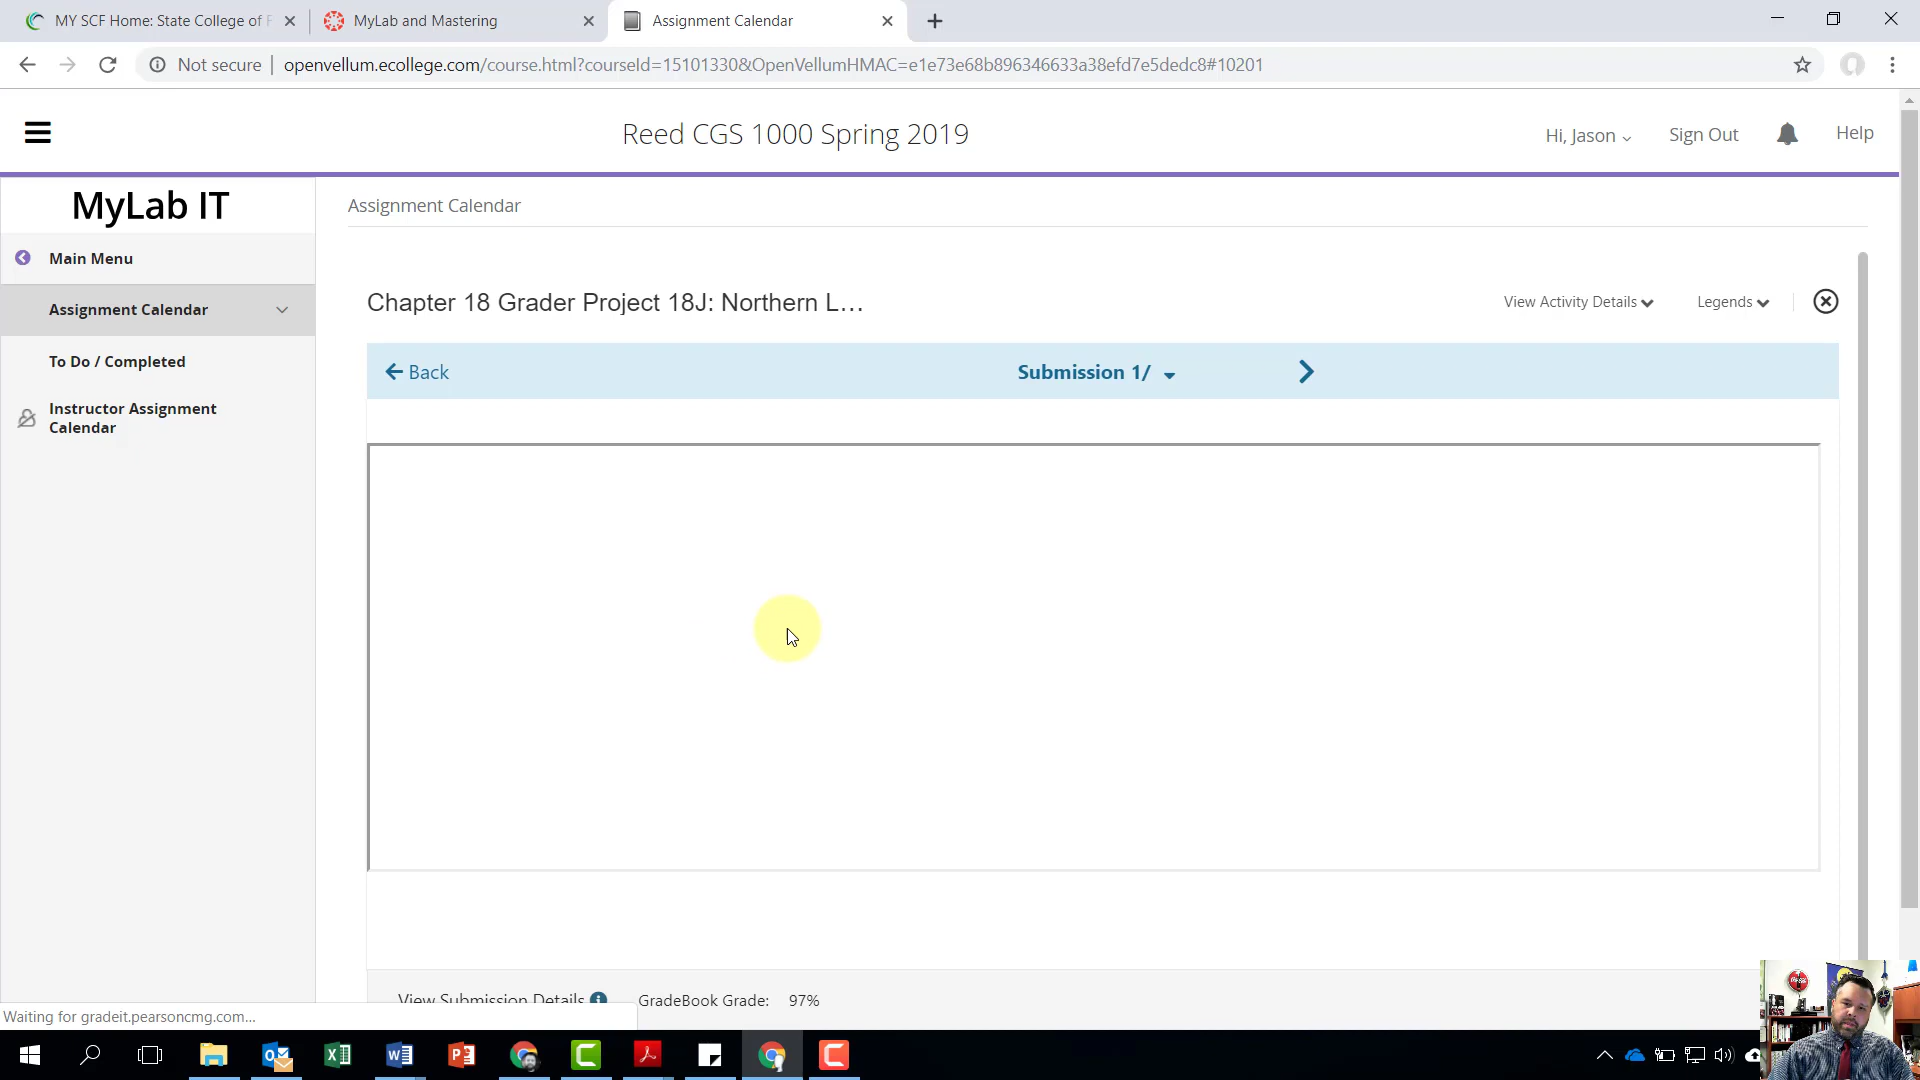 MY SCF Home: State College of F
MyLab and Mastering
Assignment Calendar
Not secure
openvellum.ecollege.com/course.html?courseId=15101330&OpenVellumHMAC=e1e73e68b896346633a38efd7e5dedc8#10201
Reed CGS 1000 Spring 2019
Hi, Jason
Sign Out
Help
MyLab IT
Main Menu
Assignment Calendar
To Do / Completed
Instructor Assignment
Calendar
Assignment Calendar
Chapter 18 Grader Project 18J: Northern L...
View Activity Details
Legends
Back
Submission 1/
View Submission Details
GradeBook Grade: 97%
Waiting for gradeit.pearsoncmg.com...